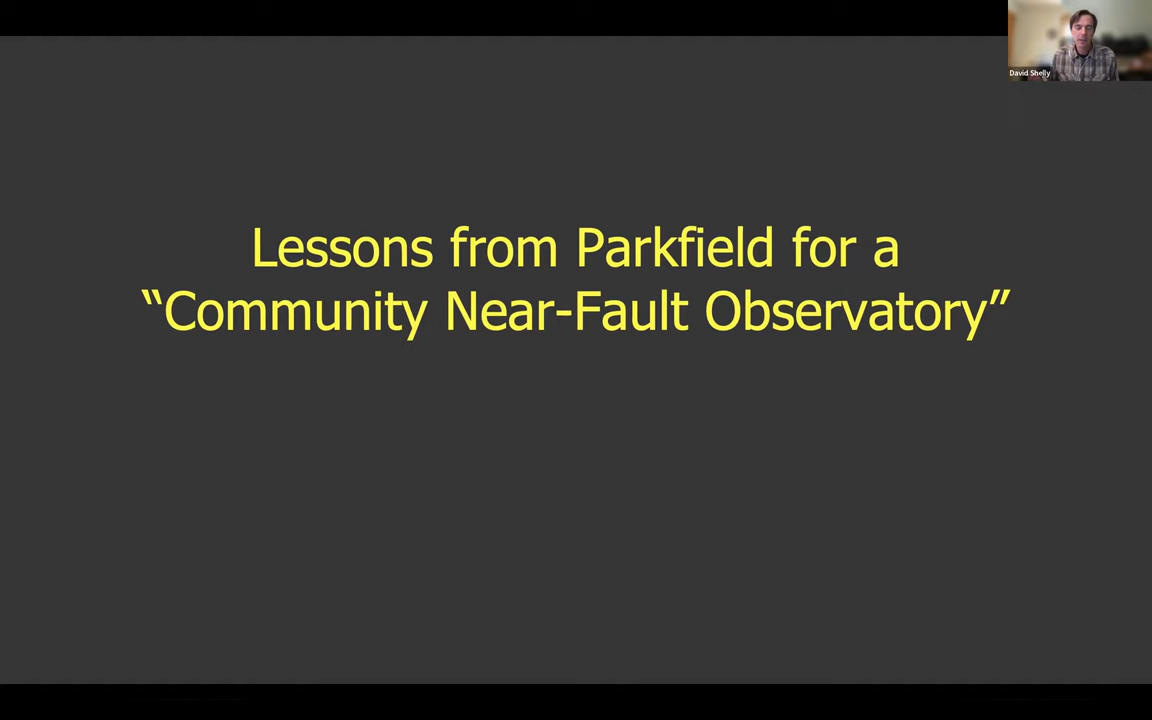 David Shelly
Lessons from Parkfield for a
“Community Near-Fault Observatory”